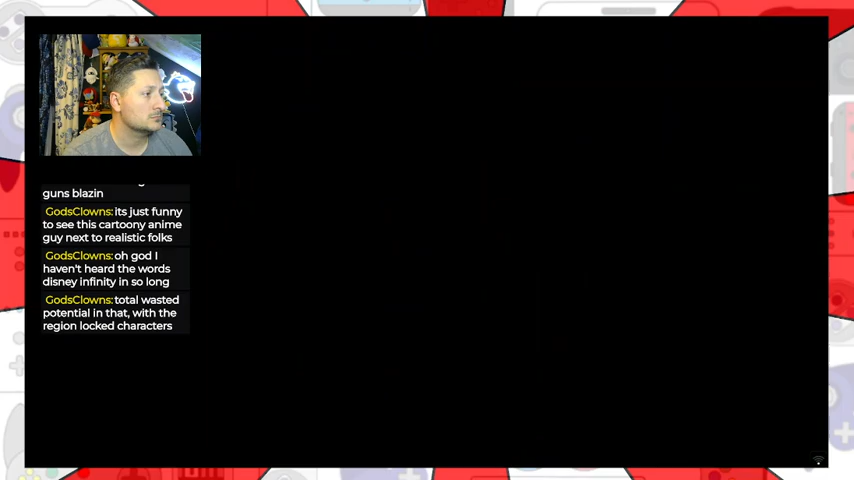 guns blazin
GodsClowns: its just funny
to see this cartoony anime
guy next to realistic folks
GodsClowns: oh god I
haven't heard the words
disney infinity in so long
GodsClowns: total wasted
potential in that, with the
region locked characters